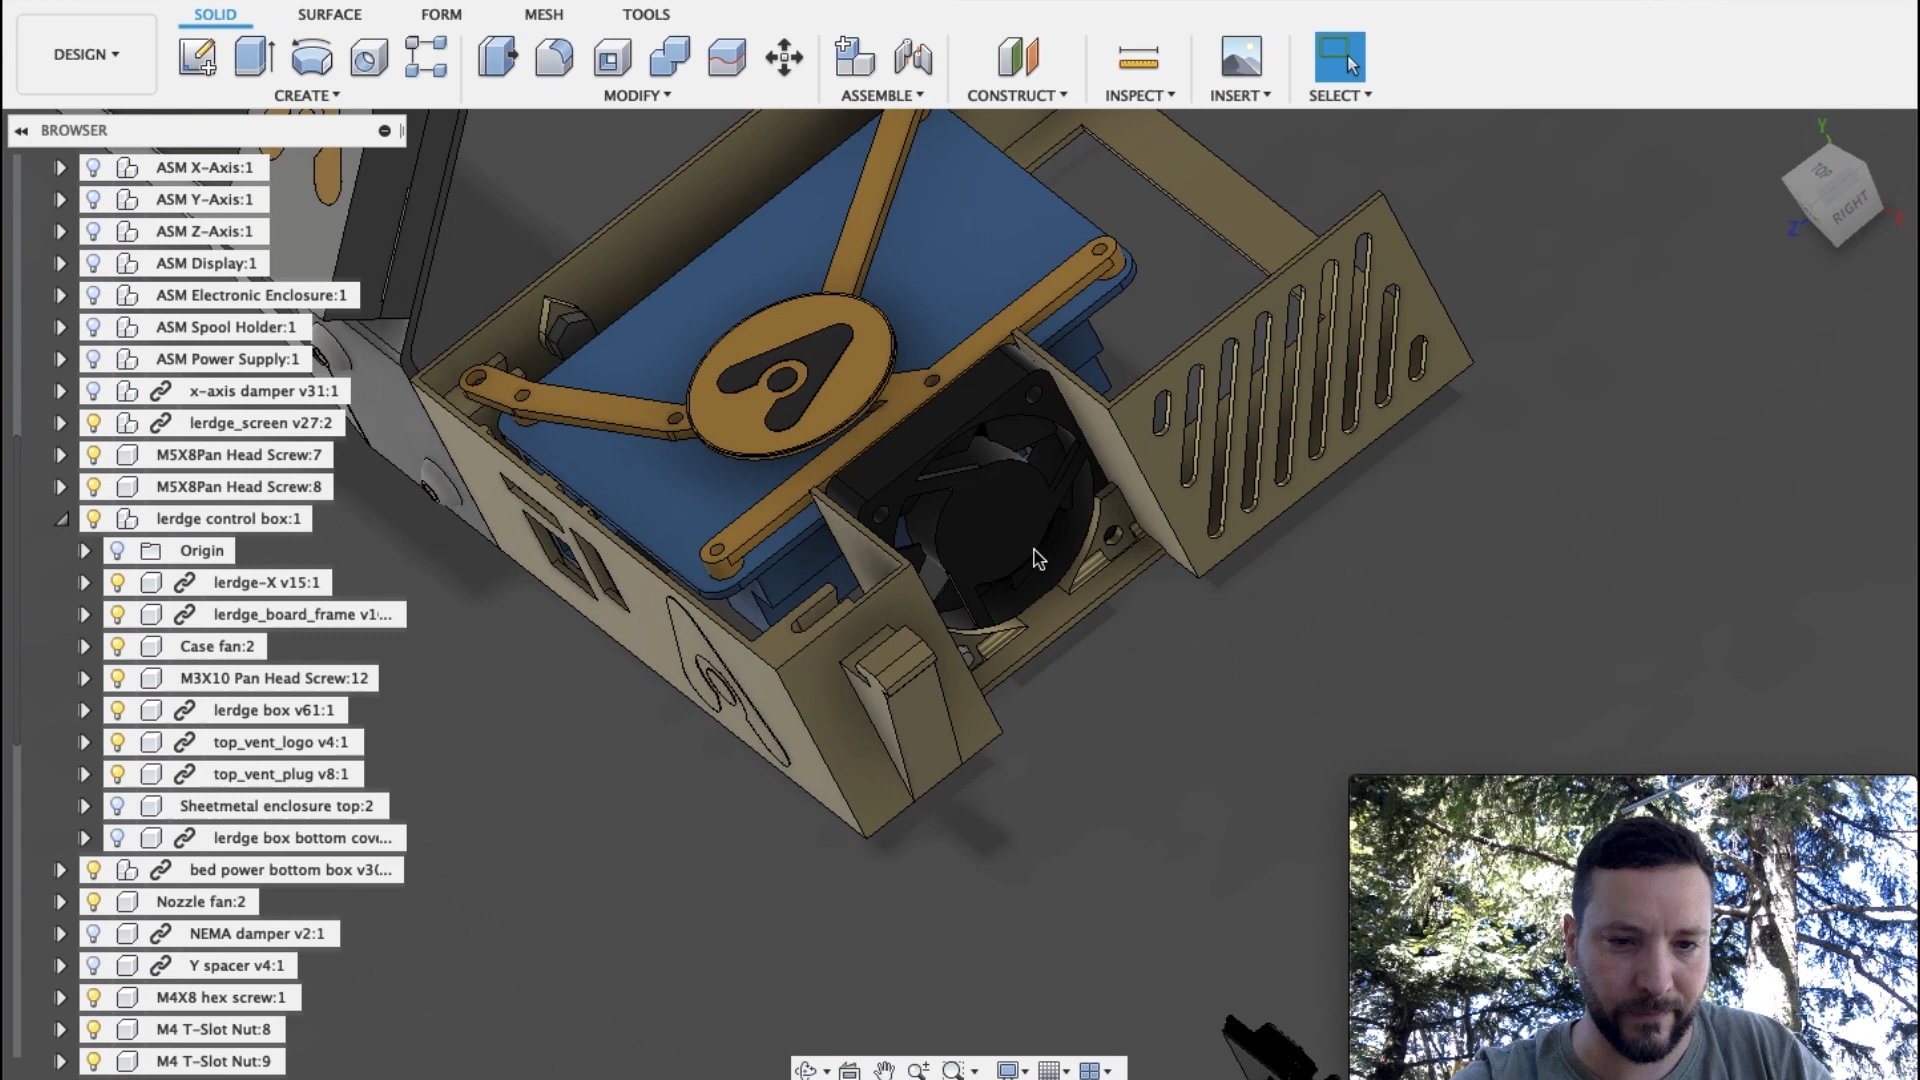 SOLID SURFACE FORM MESH TOOLS
DESIGN
CREATE MODIFY ASSEMBLE CONSTRUCT INSPECT INSERT SELECT
BROWSER
ASM X-Axis:1
ASM Y-Axis:1
ASM Z-Axis:1
ASM Display:1
ASM Electronic Enclosure:1
ASM Spool Holder:1
ASM Power Supply:1
x-axis damper v31:1
lerdge_screen v27:2
M5X8Pan Head Screw:7
M5X8Pan Head Screw:8
lerdge control box:1
Origin
lerdge-X v15:1
lerdge_board_frame v1...
Case fan:2
M3X10 Pan Head Screw:12
lerdge box v61:1
top_vent_logo v4:1
top_vent_plug v8:1
Sheetmetal enclosure top:2
lerdge box bottom cov...
bed power bottom box v3(...
Nozzle fan:2
NEMA damper v2:1
Y spacer v4:1
M4X8 hex screw:1
M4 T-Slot Nut:8
M4 T-Slot Nut:9
Y
TOP
RIGHT
Z
X